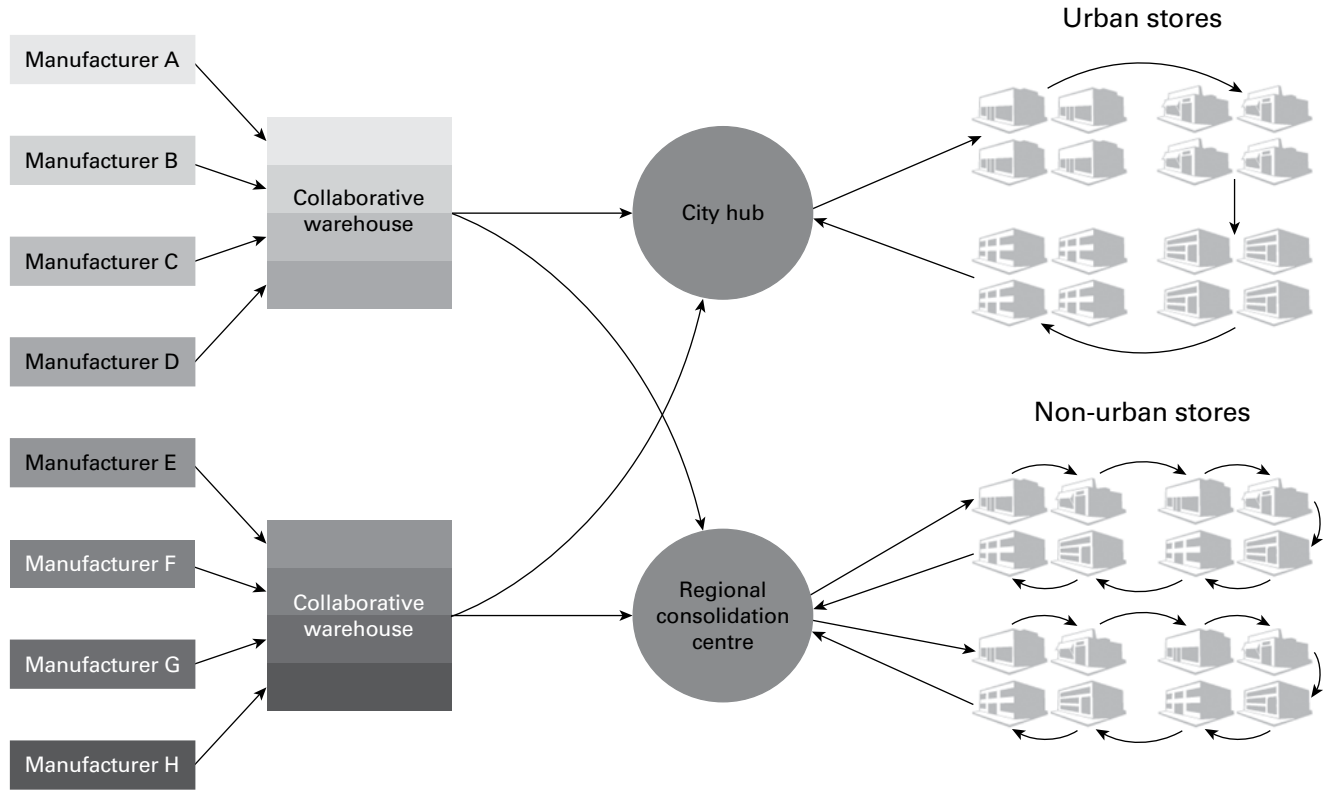 Urban stores
Manufacturer A
Manufacturer B
Manufacturer C
Manufacturer D
Collaborative
warehouse
City hub
Non-urban stores
Manufacturer E
Manufacturer F
Manufacturer G
Manufacturer H
Collaborative
warehouse
Regional
consolidation
centre